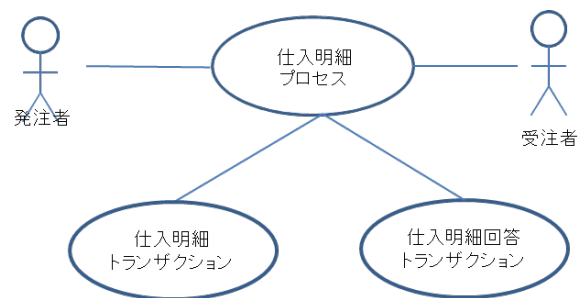 仕入明細
プロセス
発注者
受注者
仕入明細
トランザクション
仕入明細回答
トランザクション